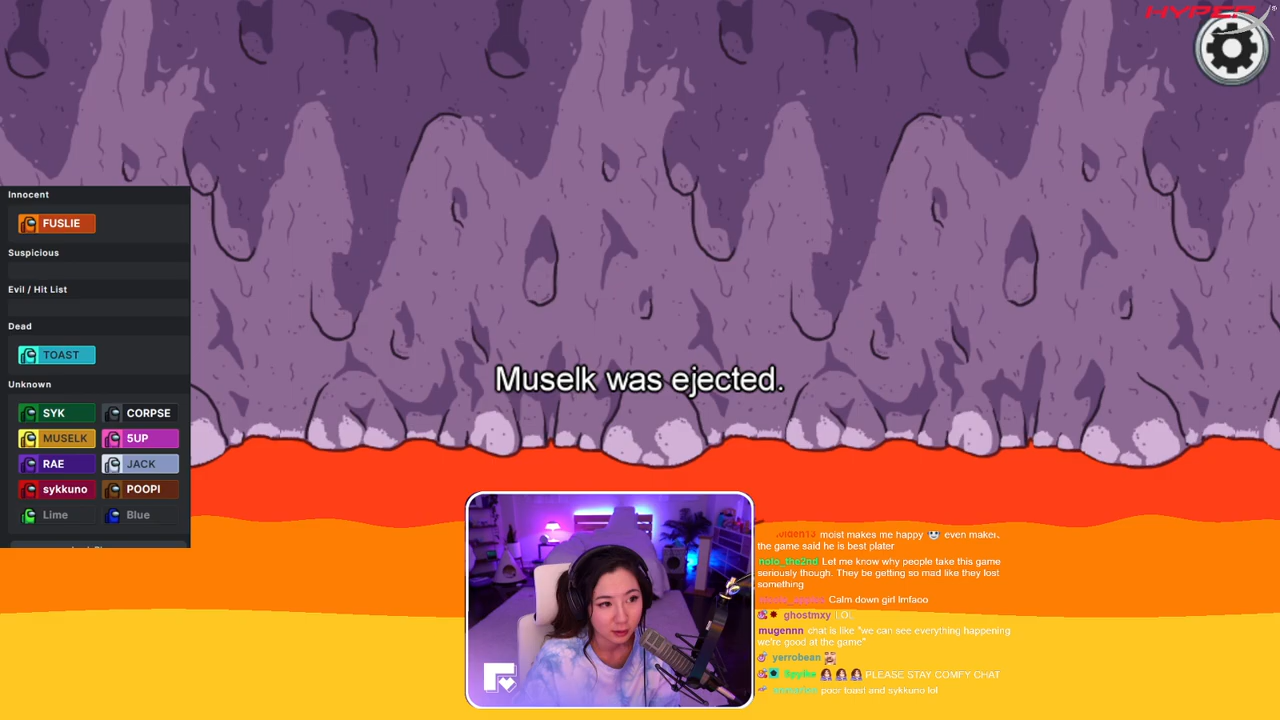 HYPERX
Innocent
FUSLIE
Suspicious
Evil / Hit List
Dead
TOAST
Unknown
SYK
CORPSE
MUSELK
5UP
RAE
JACK
sykkuno
POOPI
Lime
Blue
Muselk was ejected.
moist makes me happy even maker.
the game said he is best plater
nolo_the2nd Let me know why people take this game
seriously though. They be getting so mad like they lost
something
Calm down girl lmfaoo
ghostmxy LOL
mugennn chat is like "we can see everything happening
we're good at the game"
yerrobean
PLEASE STAY COMFY CHAT
poor toast and sykkuno lol